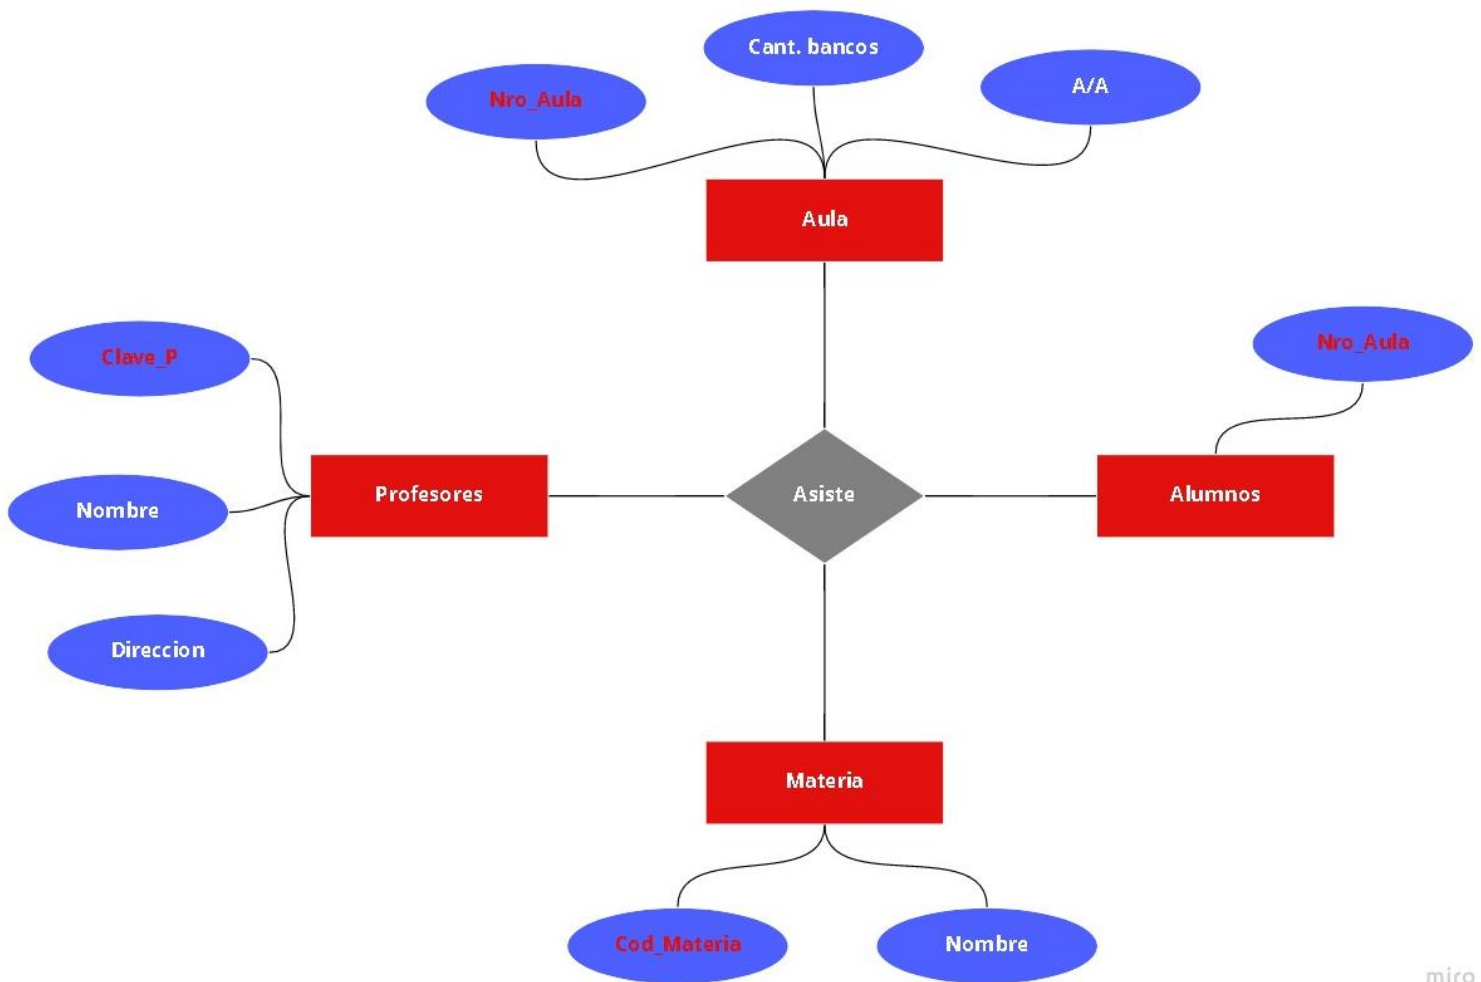 Cant. bancos
A/A
Nro_Aula
Aula
Nro_Aula
Clave_P
Profesores
Asiste
Alumnos
Nombre
Direccion
Materia
Cod_Materia
Nombre
miro